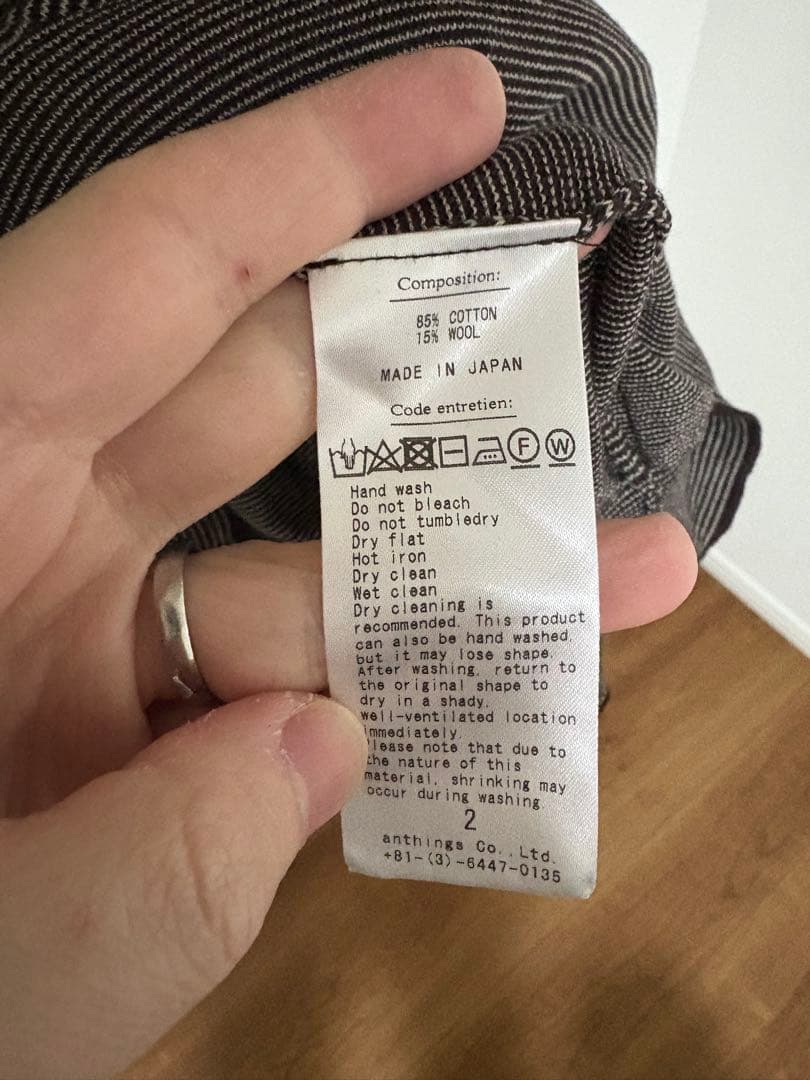 Composition:
85% COTTON
15% WOOL
MADE IN JAPAN
Code entretien:
F W
Hand wash
Do not bleach
Do not tumbledry
Dry flat
Hot iron
Dry clean
Wet clean
Dry cleaning is
recommended. This product
can also be hand washed,
but it may lose shape.
After washing, return to
the original shape to
dry in a shady,
well-ventilated location
immediately.
Please note that due to
the nature of this
material, shrinking may
occur during washing.
2
anthings Co., Ltd.
+81-(3)-6447-0135